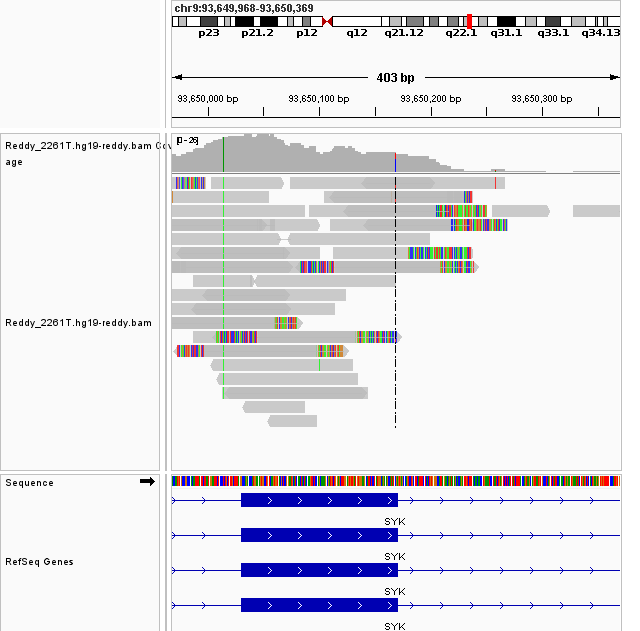 chr9:93,649,968-93,650,369
p23 p21.2 p12 q12 q21.12 q22.1 q31.1 q33.1 q34.13
403 bp
93,650,000 bp 93,650,100 bp 93,650,200 bp 93,650,300 bp
Reddy_2261T.hg19-reddy.bam Cov
age
[0-26]
Reddy_2261T.hg19-reddy.bam
Sequence
SYK
SYK
RefSeq Genes
SYK
SYK